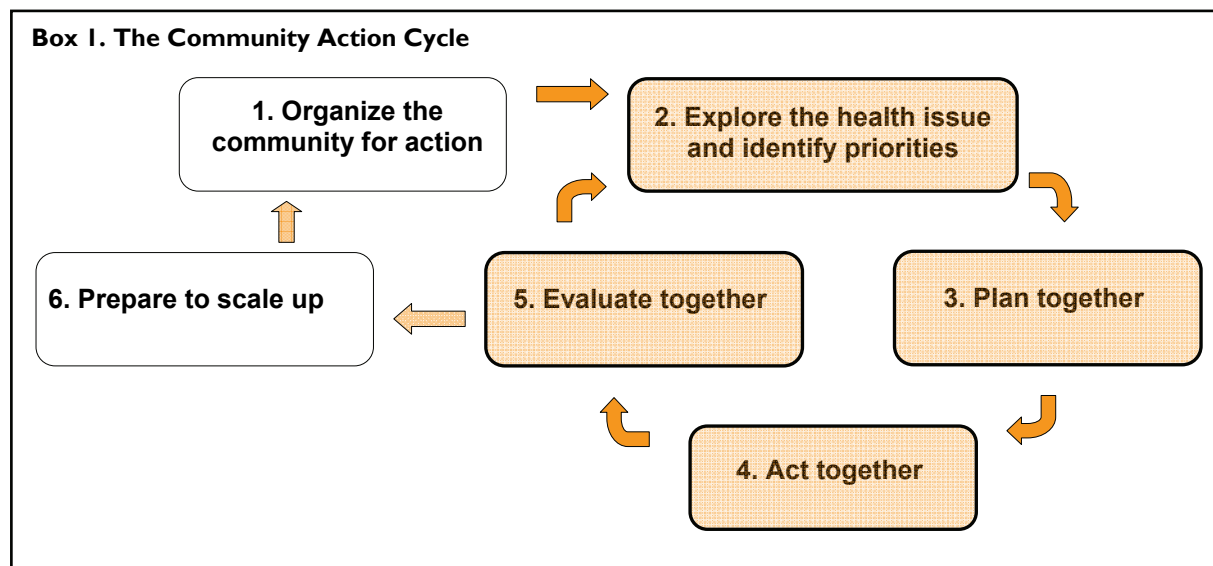 Box 1. The Community Action Cycle
1. Organize the
community for action
2. Explore the health issue
and identify priorities
3. Plan together
4. Act together
5. Evaluate together
6. Prepare to scale up